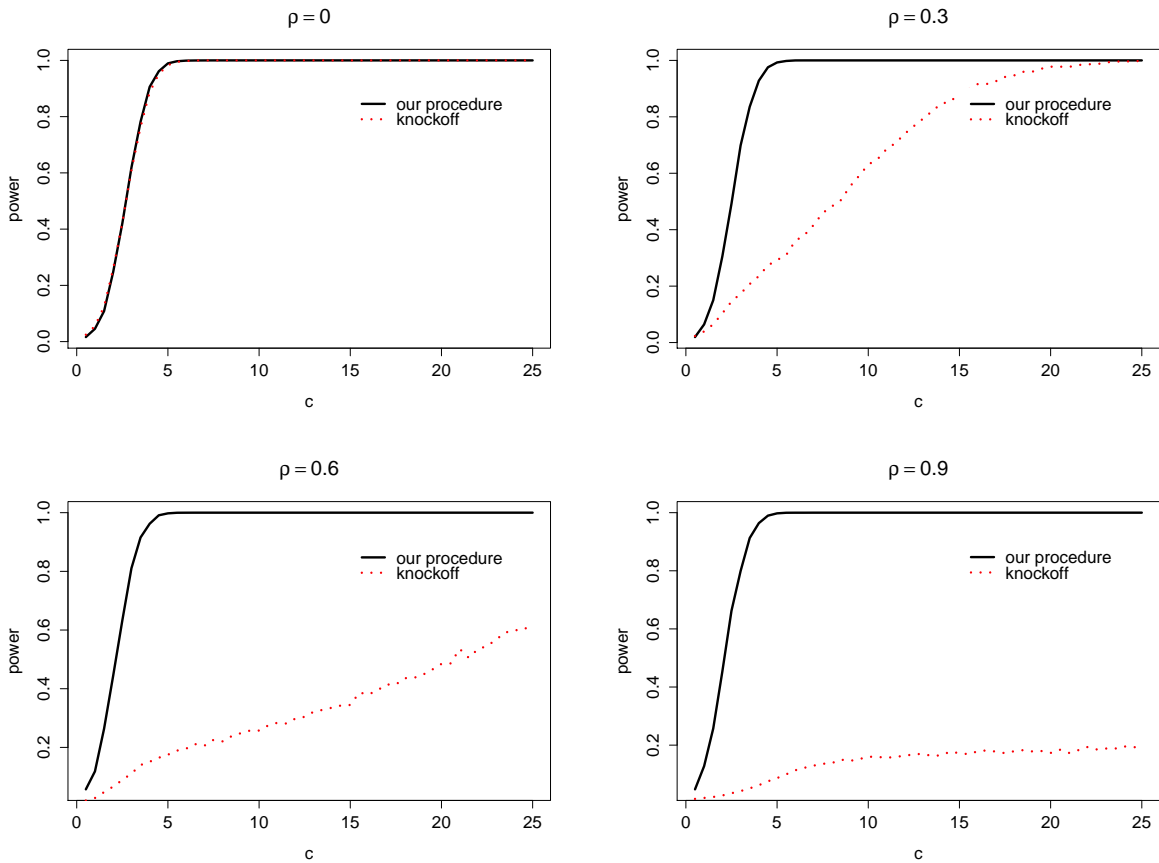 ρ = 0
power
0.0 0.2 0.4 0.6 0.8 1.0
our procedure
knockoff
0 5 10 15 20 25
c
ρ = 0.3
power
0.0 0.2 0.4 0.6 0.8 1.0
our procedure
knockoff
0 5 10 15 20 25
c
ρ = 0.6
power
0.2 0.4 0.6 0.8 1.0
our procedure
knockoff
0 5 10 15 20 25
c
ρ = 0.9
power
0.2 0.4 0.6 0.8 1.0
our procedure
knockoff
0 5 10 15 20 25
c